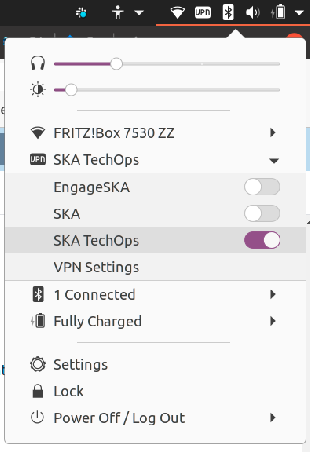 VPN
FRITZ!Box 7530 ZZ
VPN SKA TechOps
EngageSKA
SKA
SKA TechOps
VPN Settings
1 Connected
Fully Charged
Settings
Lock
Power Off / Log Out